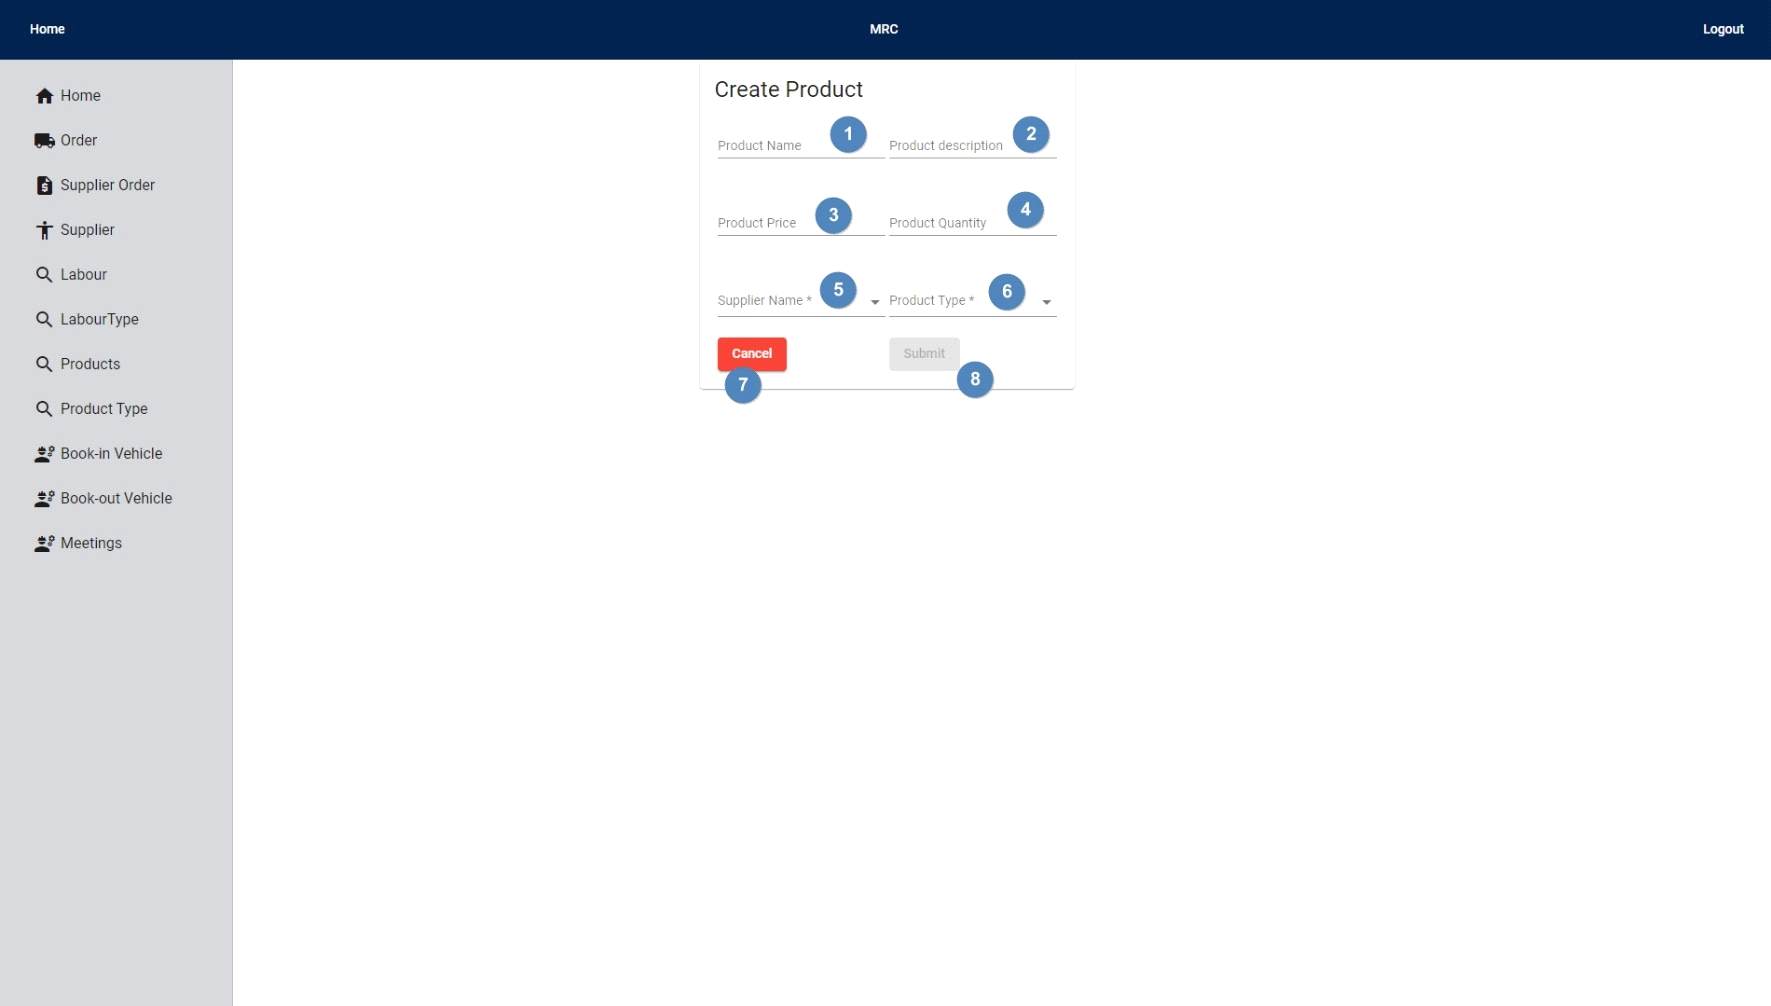 Home
MRC
Logout
Home
Order
Supplier Order
Supplier
Labour
LabourType
Products
Product Type
Book-in Vehicle
Book-out Vehicle
Meetings
Create Product
Product Name 1 Product description 2
Product Price 3 Product Quantity 4
Supplier Name * 5 Product Type * 6
Cancel Submit
7 8